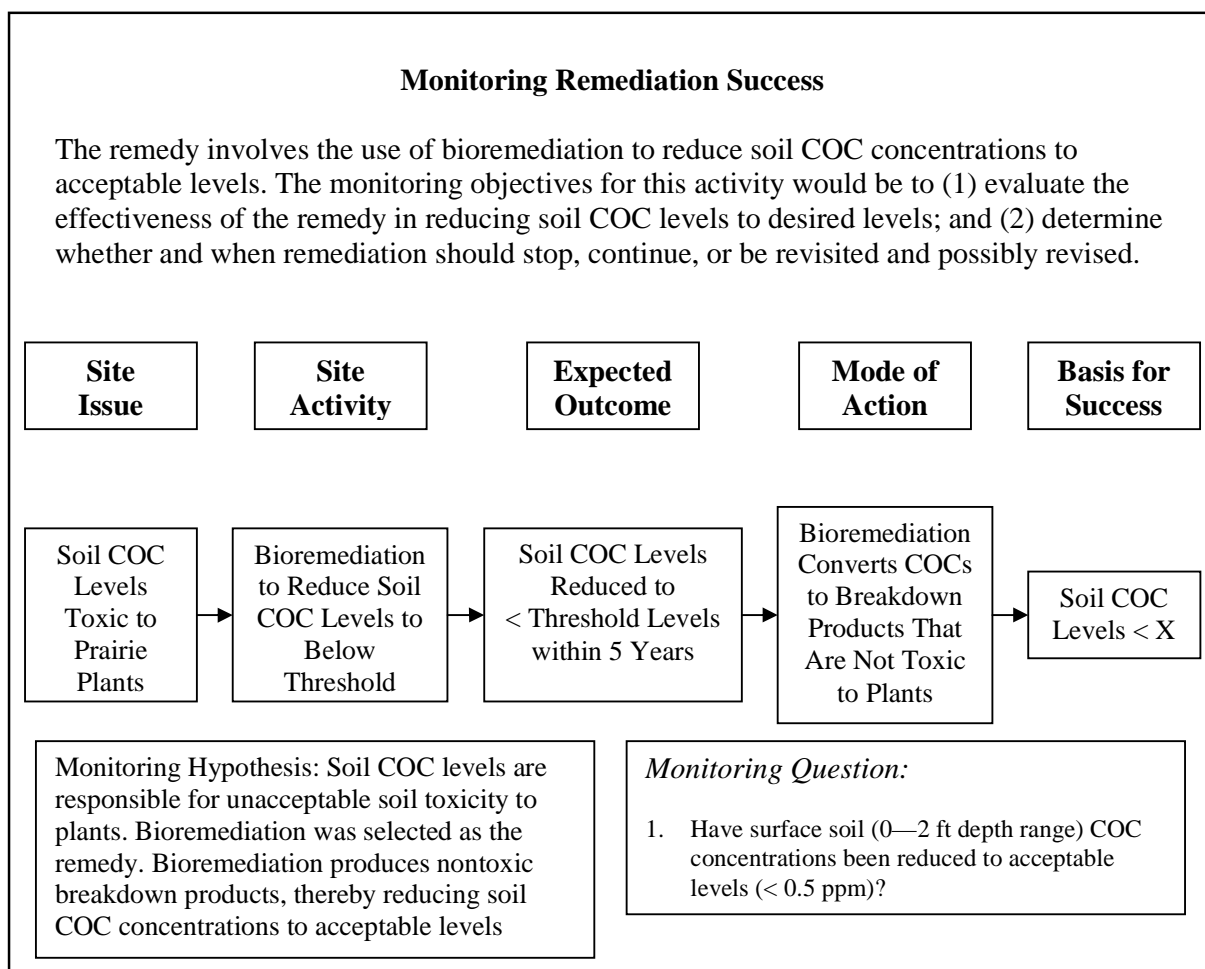 Monitoring Remediation Success
The remedy involves the use of bioremediation to reduce soil COC concentrations to
acceptable levels. The monitoring objectives for this activity would be to (1) evaluate the
effectiveness of the remedy in reducing soil COC levels to desired levels; and (2) determine
whether and when remediation should stop, continue, or be revisited and possibly revised.
Site
Issue
Site
Activity
Expected
Outcome
Mode of
Action
Basis for
Success
Soil COC
Levels
Toxic to
Prairie
Plants
Bioremediation
to Reduce Soil
COC Levels to
Below
Threshold
Soil COC Levels
Reduced to
< Threshold Levels
within 5 Years
Bioremediation
Converts COCs
to Breakdown
Products That
Are Not Toxic
to Plants
Soil COC
Levels < X
Monitoring Hypothesis: Soil COC levels are
responsible for unacceptable soil toxicity to
plants. Bioremediation was selected as the
remedy. Bioremediation produces nontoxic
breakdown products, thereby reducing soil
COC concentrations to acceptable levels
Monitoring Question:
1. Have surface soil (0—2 ft depth range) COC
concentrations been reduced to acceptable
levels (< 0.5 ppm)?